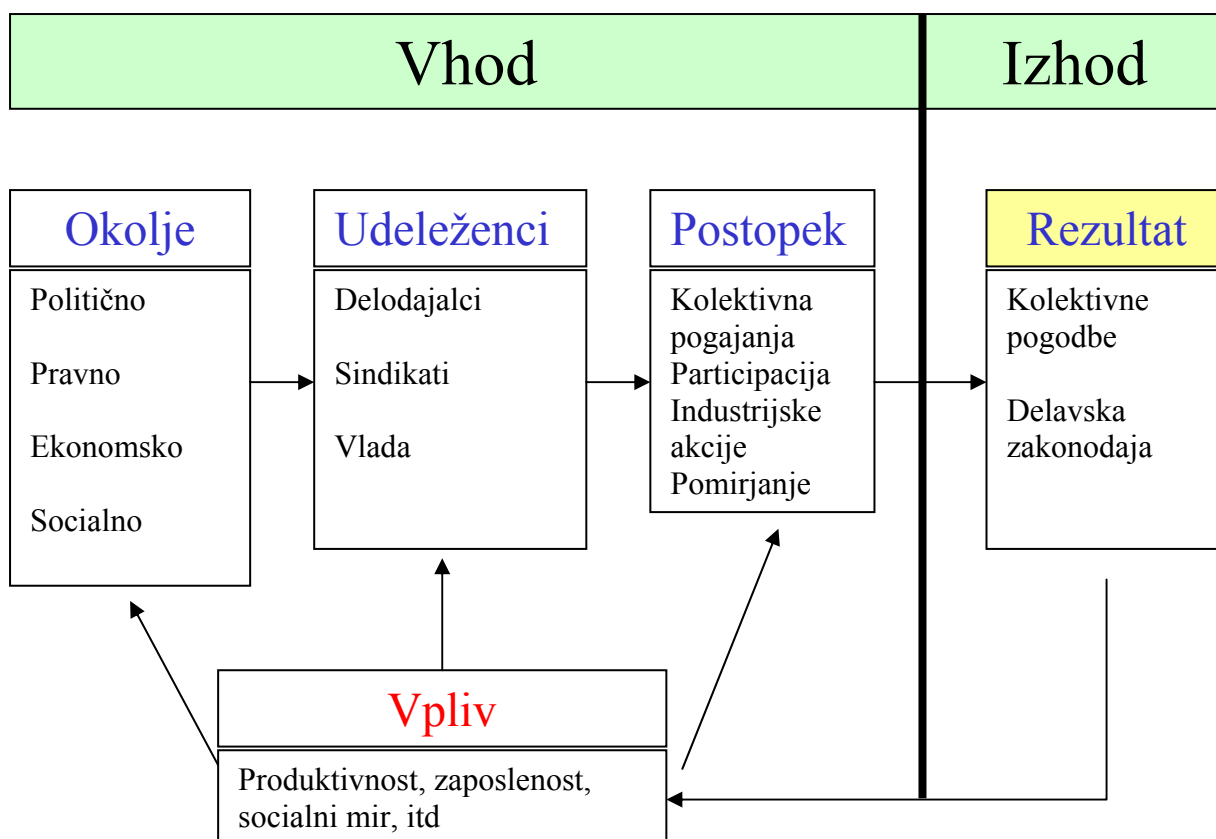 Vhod
Izhod
Okolje
Politično
Pravno
Ekonomsko
Socialno
Udeleženci
Delodajalci
Sindikati
Vlada
Postopek
Kolektivna
pogajanja
Participacija
Industrijske
akcije
Pomirjanje
Rezultat
Kolektivne
pogodbe
Delavska
zakonodaja
Vpliv
Produktivnost, zaposlenost,
socialni mir, itd